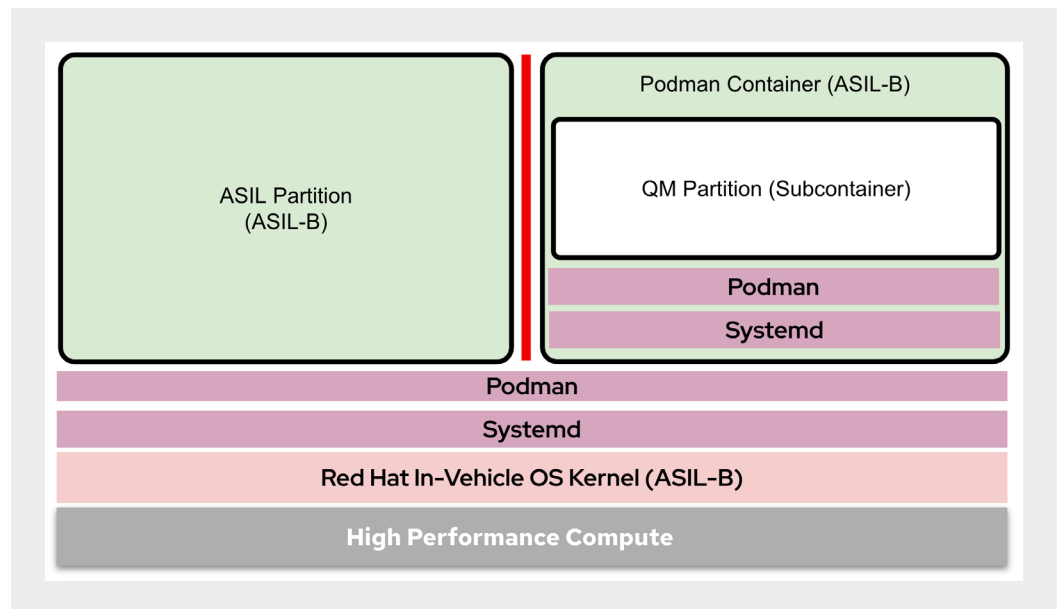 Podman Container (ASIL-B)
ASIL Partition
(ASIL-B)
QM Partition (Subcontainer)
Podman
Systemd
Podman
Systemd
Red Hat In-Vehicle OS Kernel (ASIL-B)
High Performance Compute